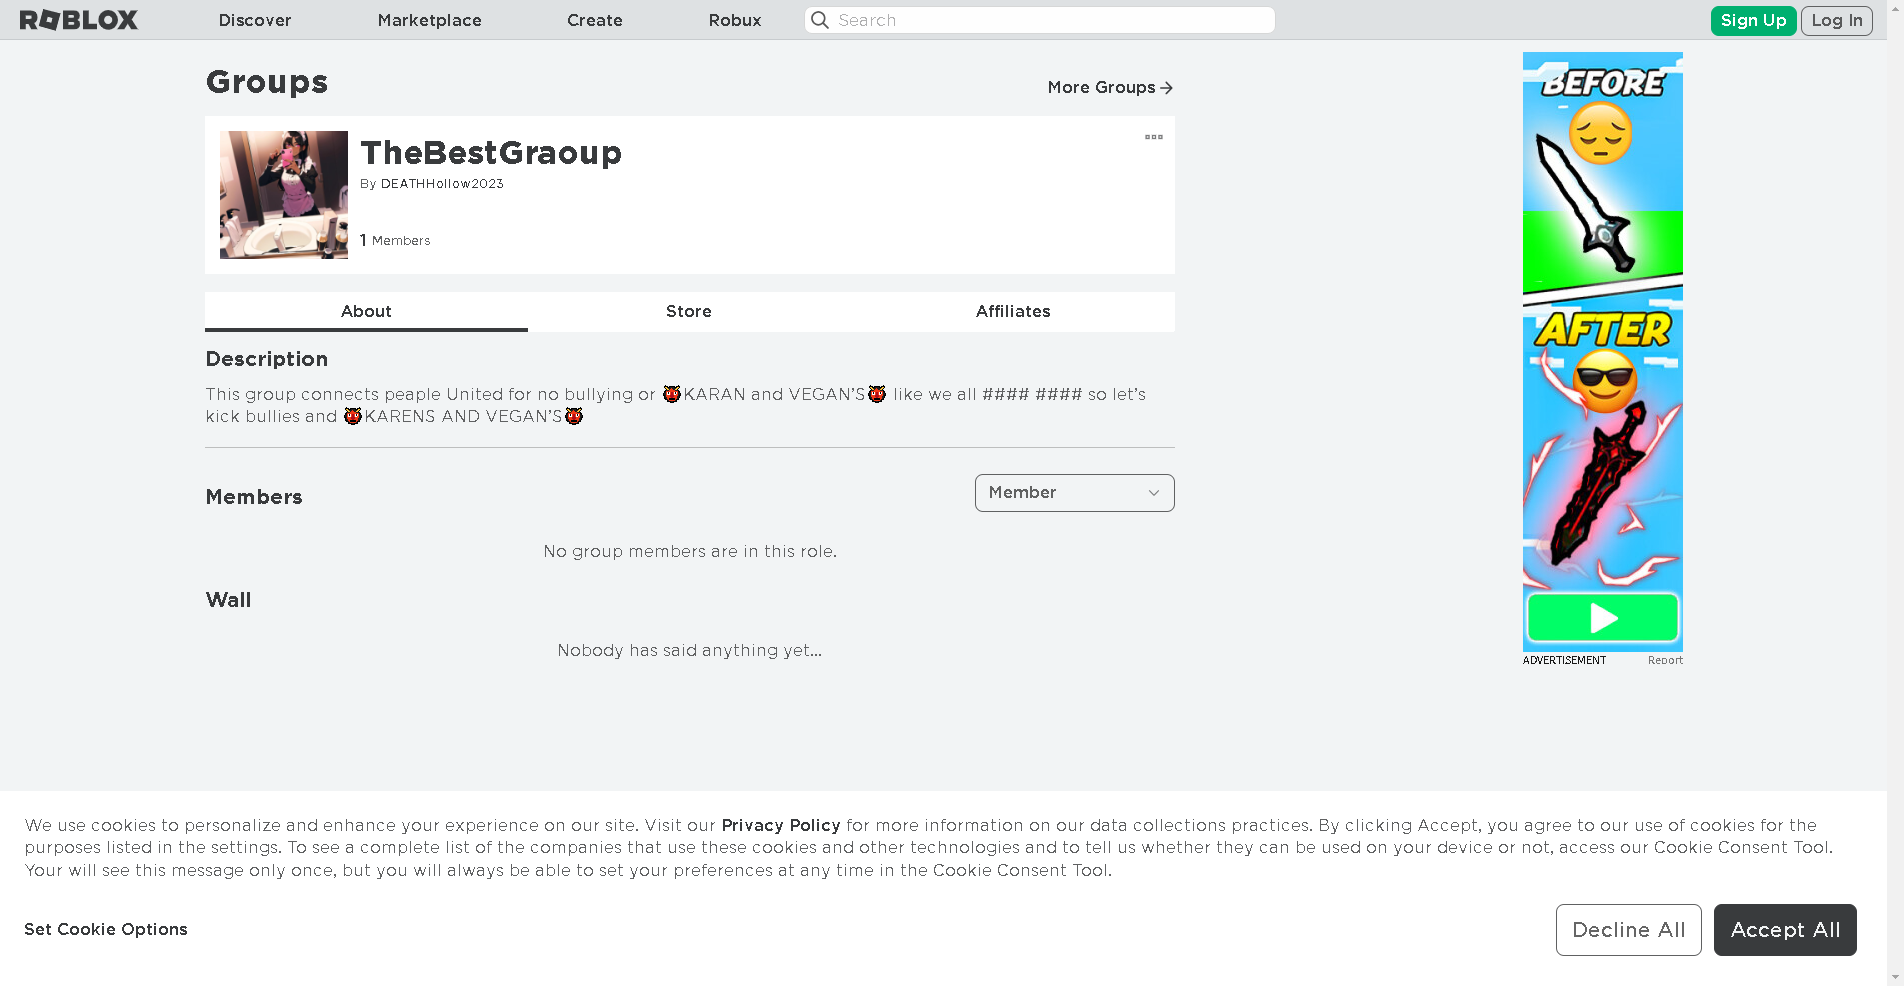 ROBLOX
Discover
Marketplace
Create
Robux
Search
Sign Up
Log In
Groups
More Groups
TheBestGraoup
By DEATHHollow2023
1 Members
About
Store
Affiliates
Description
This group connects peaple United for no bullying or 👹KARAN and VEGAN'S👹 like we all #### #### so let's
kick bullies and 👹KARENS AND VEGAN'S👹
Members
Member
No group members are in this role.
Wall
Nobody has said anything yet...
BEFORE
AFTER
ADVERTISEMENT
Report
We use cookies to personalize and enhance your experience on our site. Visit our Privacy Policy for more information on our data collections practices. By clicking Accept, you agree to our use of cookies for the
purposes listed in the settings. To see a complete list of the companies that use these cookies and other technologies and to tell us whether they can be used on your device or not, access our Cookie Consent Tool.
Your will see this message only once, but you will always be able to set your preferences at any time in the Cookie Consent Tool.
Set Cookie Options
Decline All
Accept All